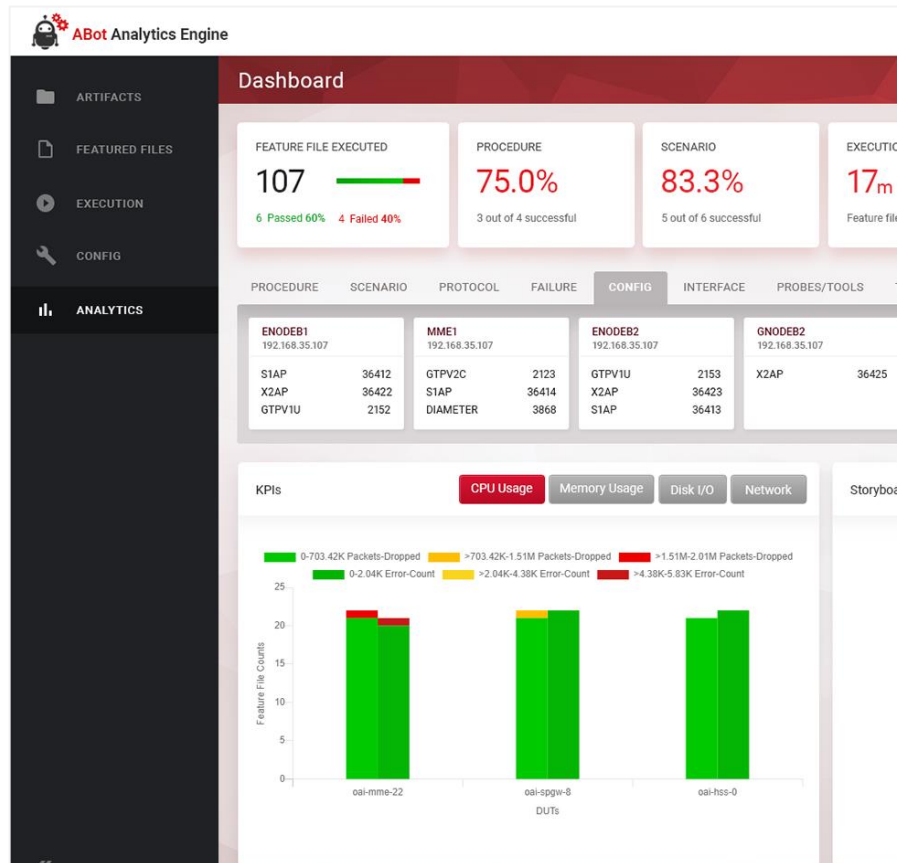 ABot Analytics Engine
ARTIFACTS
FEATURED FILES
EXECUTION
CONFIG
ANALYTICS
Dashboard
FEATURE FILE EXECUTED
107
6 Passed 60% 4 Failed 40%
PROCEDURE
75.0%
3 out of 4 successful
SCENARIO
83.3%
5 out of 6 successful
EXECUTIO
17m
Feature file
PROCEDURE SCENARIO PROTOCOL FAILURE CONFIG INTERFACE PROBES/TOOLS
ENODEB1
192.168.35.107
S1AP 36412
X2AP 36422
GTPV1U 2152
MME1
192.168.35.107
GTPV2C 2123
S1AP 36414
DIAMETER 3868
ENODEB2
192.168.35.107
GTPV1U 2153
X2AP 36423
S1AP 36413
GNODEB2
192.168.35.107
X2AP 36425
KPIs
CPU Usage Memory Usage Disk I/O Network
0-703.42K Packets-Dropped >703.42K-1.51M Packets-Dropped >1.51M-2.01M Packets-Dropped
0-2.04K Error-Count >2.04K-4.38K Error-Count >4.38K-5.83K Error-Count
25
20
15
10
5
0
Feature File Counts
oai-mme-22 oai-spgw-8 oai-hss-0
DUTs
Storyboa